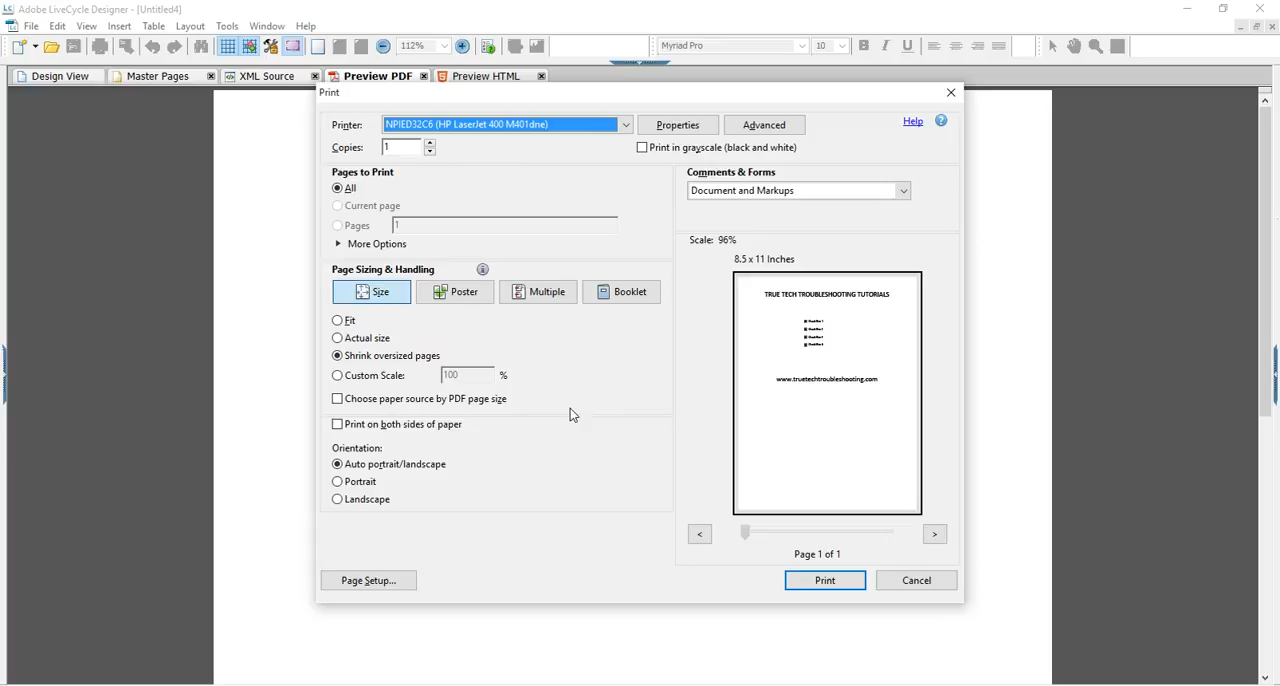 Adobe LiveCycle Designer - [Untitled4]
File Edit View Insert Table Layout Tools Window Help
112% Myriad Pro 10 B I U
Design View Master Pages XML Source Preview PDF Preview HTML
Print
Printer: NPIED32C6 (HP LaserJet 400 M401dne) Properties Advanced Help
Copies: 1 Print in grayscale (black and white)
Pages to Print
All
Current page
Pages 1
More Options
Comments & Forms
Document and Markups
Page Sizing & Handling
Size Poster Multiple Booklet
Fit
Actual size
Shrink oversized pages
Custom Scale: 100 %
Choose paper source by PDF page size
Print on both sides of paper
Orientation:
Auto portrait/landscape
Portrait
Landscape
Scale: 96%
8.5 x 11 Inches
TRUE TECH TROUBLESHOOTING TUTORIALS
www.truetechtroubleshooting.com
< >
Page 1 of 1
Page Setup... Print Cancel